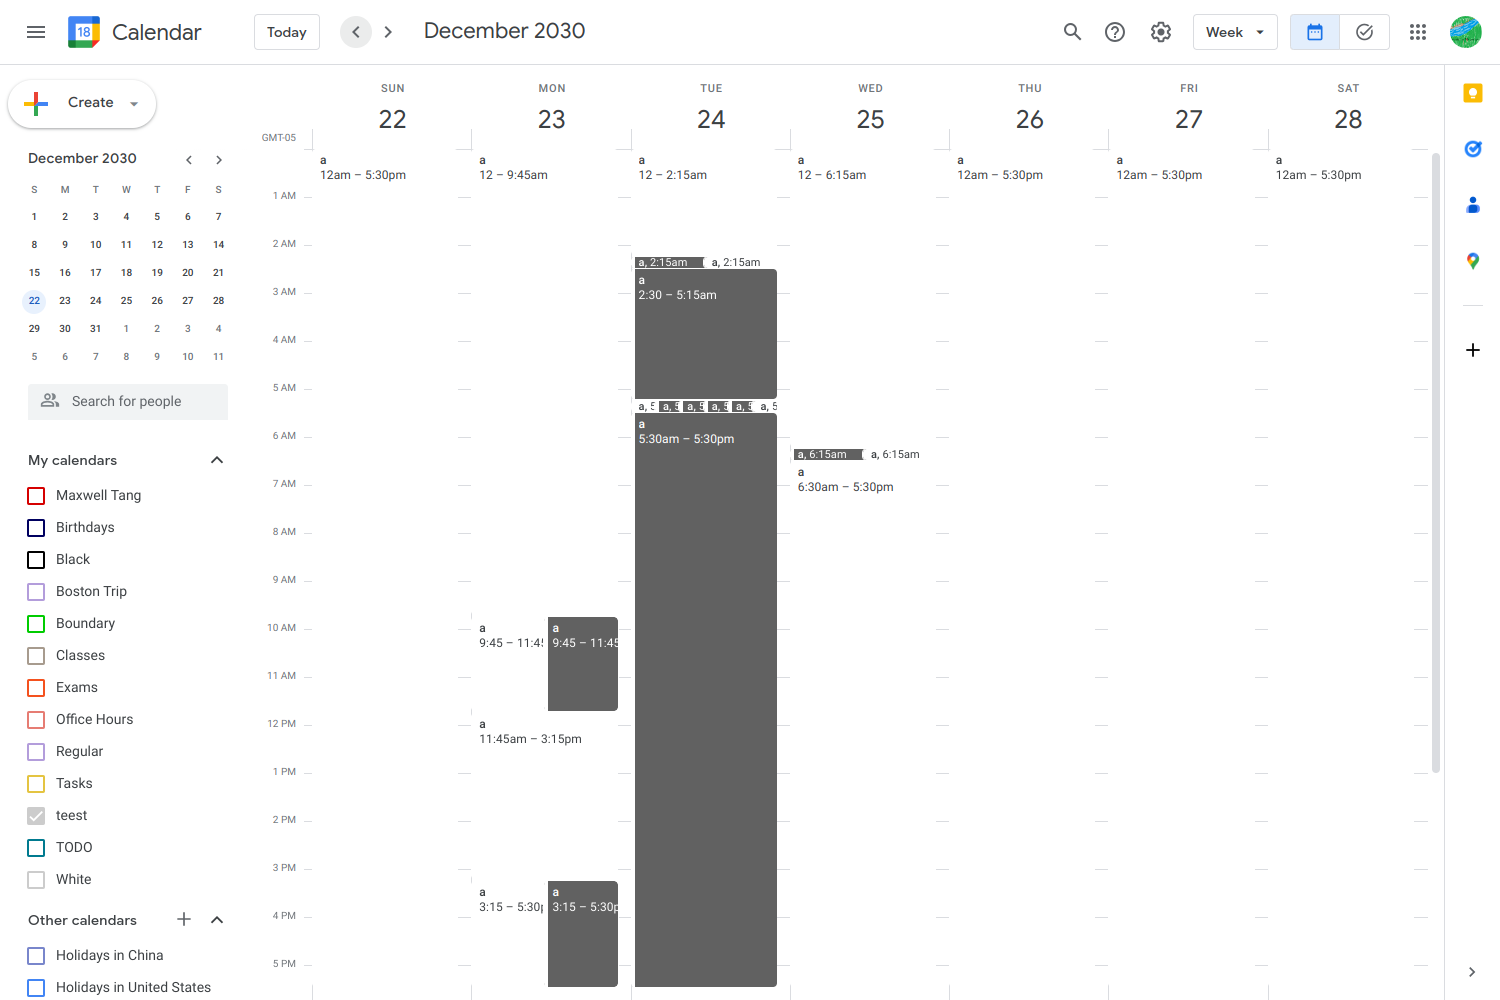 18 Calendar Today December 2030 Week
Create
SUN MON TUE WED THU FRI SAT
22 23 24 25 26 27 28
GMT-05
December 2030
S M T W T F S
1 2 3 4 5 6 7
8 9 10 11 12 13 14
15 16 17 18 19 20 21
22 23 24 25 26 27 28
29 30 31 1 2 3 4
5 6 7 8 9 10 11
Search for people
My calendars
Maxwell Tang
Birthdays
Black
Boston Trip
Boundary
Classes
Exams
Office Hours
Regular
Tasks
teest
TODO
White
Other calendars
Holidays in China
Holidays in United States
1 AM
2 AM
3 AM
4 AM
5 AM
6 AM
7 AM
8 AM
9 AM
10 AM
11 AM
12 PM
1 PM
2 PM
3 PM
4 PM
5 PM
a
12am – 5:30pm
a
12 – 9:45am
a
9:45 – 11:45
a
9:45 – 11:45
a
11:45am – 3:15pm
a
3:15 – 5:30p
a
3:15 – 5:30p
a
12 – 2:15am
a, 2:15am a, 2:15am
a
2:30 – 5:15am
a, 5 a, 5 a, 5 a, 5 a, 5 a, 5
a
5:30am – 5:30pm
a
12 – 6:15am
a, 6:15am a, 6:15am
a
6:30am – 5:30pm
a
12am – 5:30pm
a
12am – 5:30pm
a
12am – 5:30pm